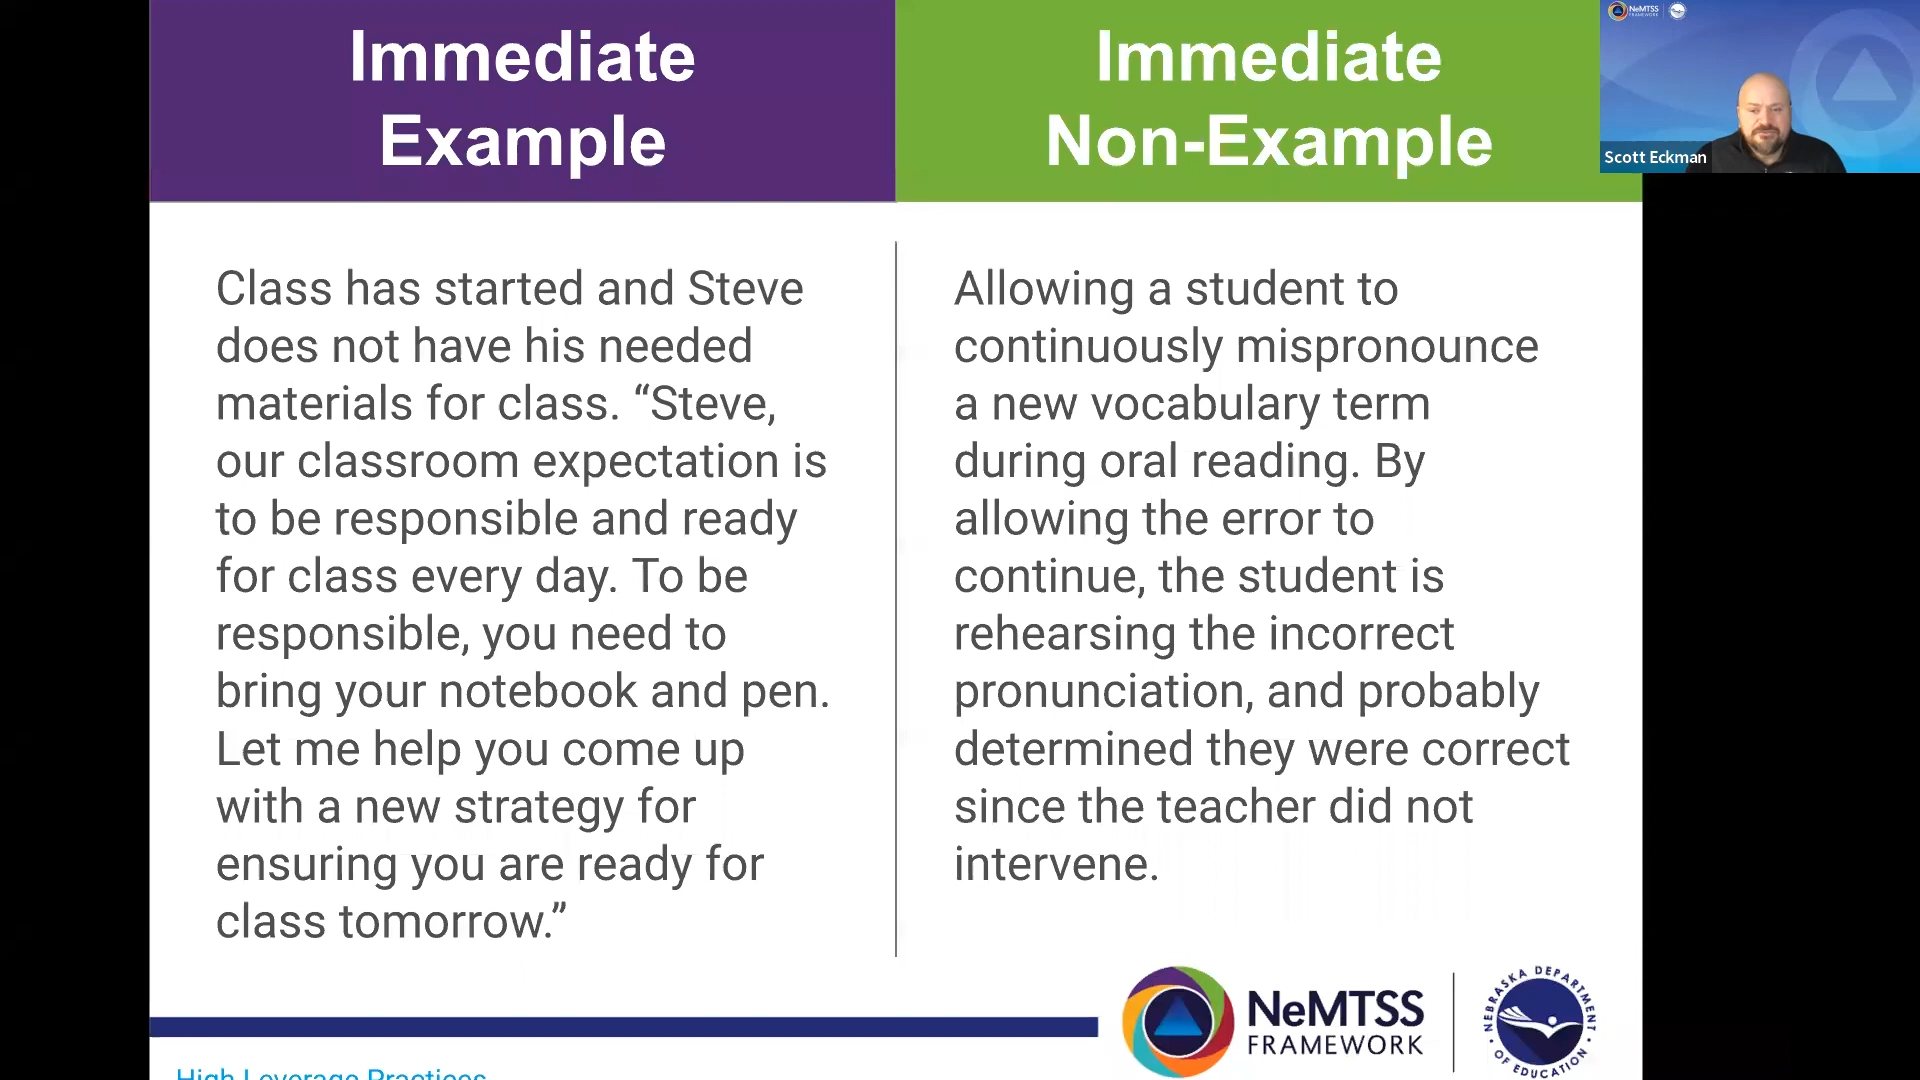 Immediate
Example
Immediate
Non-Example
NeMTSS
FRAMEWORK
Scott Eckman
Class has started and Steve
does not have his needed
materials for class. “Steve,
our classroom expectation is
to be responsible and ready
for class every day. To be
responsible, you need to
bring your notebook and pen.
Let me help you come up
with a new strategy for
ensuring you are ready for
class tomorrow.”
Allowing a student to
continuously mispronounce
a new vocabulary term
during oral reading. By
allowing the error to
continue, the student is
rehearsing the incorrect
pronunciation, and probably
determined they were correct
since the teacher did not
intervene.
NeMTSS
FRAMEWORK
NEBRASKA DEPARTMENT
OF EDUCATION
High Leverage Practices